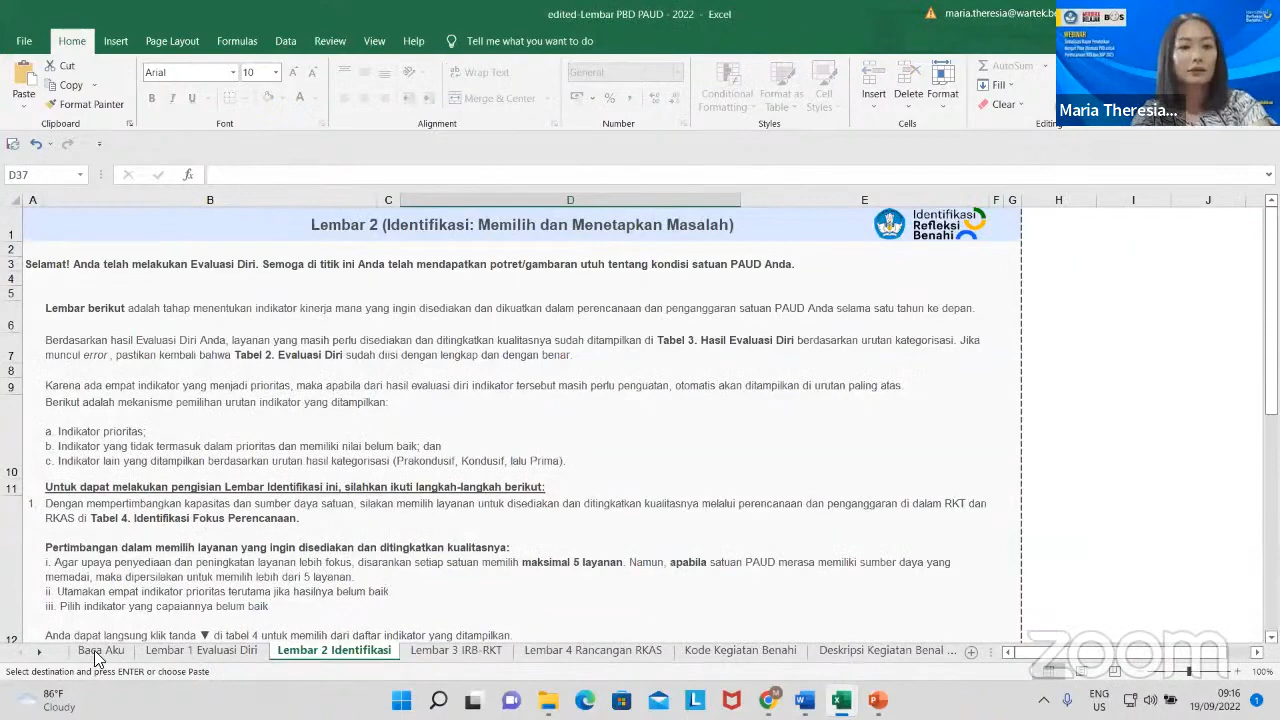 edited-Lembar PBD PAUD - 2022 - Excel
maria.theresia@wartek.b
File Home Insert Page Layout Formulas Data Review Help Tell me what you want to do
Cut
Copy
Format Painter
Paste
Clipboard
Arial 10
B I U
Font
Wrap Text
Merge & Center
Alignment
General
Number
Conditional Formatting
Format as Table
Cell Styles
Styles
Insert Delete Format
Cells
AutoSum
Fill
Clear
MERDEKA BELAJAR
WEBINAR
Maria Theresia...
D37
A B C D E F G H I J
1 Lembar 2 (Identifikasi: Memilih dan Menetapkan Masalah)
Identifikasi
Refleksi
Benahi
2
3 Selamat! Anda telah melakukan Evaluasi Diri. Semoga di titik ini Anda telah mendapatkan potret/gambaran utuh tentang kondisi satuan PAUD Anda.
4
5
Lembar berikut adalah tahap menentukan indikator kinerja mana yang ingin disediakan dan dikuatkan dalam perencanaan dan penganggaran satuan PAUD Anda selama satu tahun ke depan.
6
Berdasarkan hasil Evaluasi Diri Anda, layanan yang masih perlu disediakan dan ditingkatkan kualitasnya sudah ditampilkan di Tabel 3. Hasil Evaluasi Diri berdasarkan urutan kategorisasi. Jika
7 muncul error , pastikan kembali bahwa Tabel 2. Evaluasi Diri sudah diisi dengan lengkap dan dengan benar.
8
9 Karena ada empat indikator yang menjadi prioritas, maka apabila dari hasil evaluasi diri indikator tersebut masih perlu penguatan, otomatis akan ditampilkan di urutan paling atas.
Berikut adalah mekanisme pemilihan urutan indikator yang ditampilkan:
a. Indikator prioritas;
b. Indikator yang tidak termasuk dalam prioritas dan memiliki nilai belum baik; dan
10 c. Indikator lain yang ditampilkan berdasarkan urutan hasil kategorisasi (Prakondusif, Kondusif, lalu Prima).
11 Untuk dapat melakukan pengisian Lembar Identifikasi ini, silahkan ikuti langkah-langkah berikut:
1. Dengan mempertimbangkan kapasitas dan sumber daya satuan, silakan memilih layanan untuk disediakan dan ditingkatkan kualitasnya melalui perencanaan dan penganggaran di dalam RKT dan
RKAS di Tabel 4. Identifikasi Fokus Perencanaan.
Pertimbangan dalam memilih layanan yang ingin disediakan dan ditingkatkan kualitasnya:
i. Agar upaya penyediaan dan peningkatan layanan lebih fokus, disarankan setiap satuan memilih maksimal 5 layanan. Namun, apabila satuan PAUD merasa memiliki sumber daya yang
memadai, maka dipersilakan untuk memilih lebih dari 5 layanan.
ii. Utamakan empat indikator prioritas terutama jika hasilnya belum baik
iii. Pilih indikator yang capaiannya belum baik
12 Anda dapat langsung klik tanda ▼ di tabel 4 untuk memilih dari daftar indikator yang ditampilkan.
Aku Lembar 1 Evaluasi Diri Lembar 2 Identifikasi Lembar 3 IRB RKT Lembar 4 Rancangan RKAS Kode Kegiatan Benahi Deskripsi Kegiatan Benal ...
zoom
Select destination and press ENTER or choose Paste
100%
86°F
Cloudy
ENG
US
09:16
19/09/2022